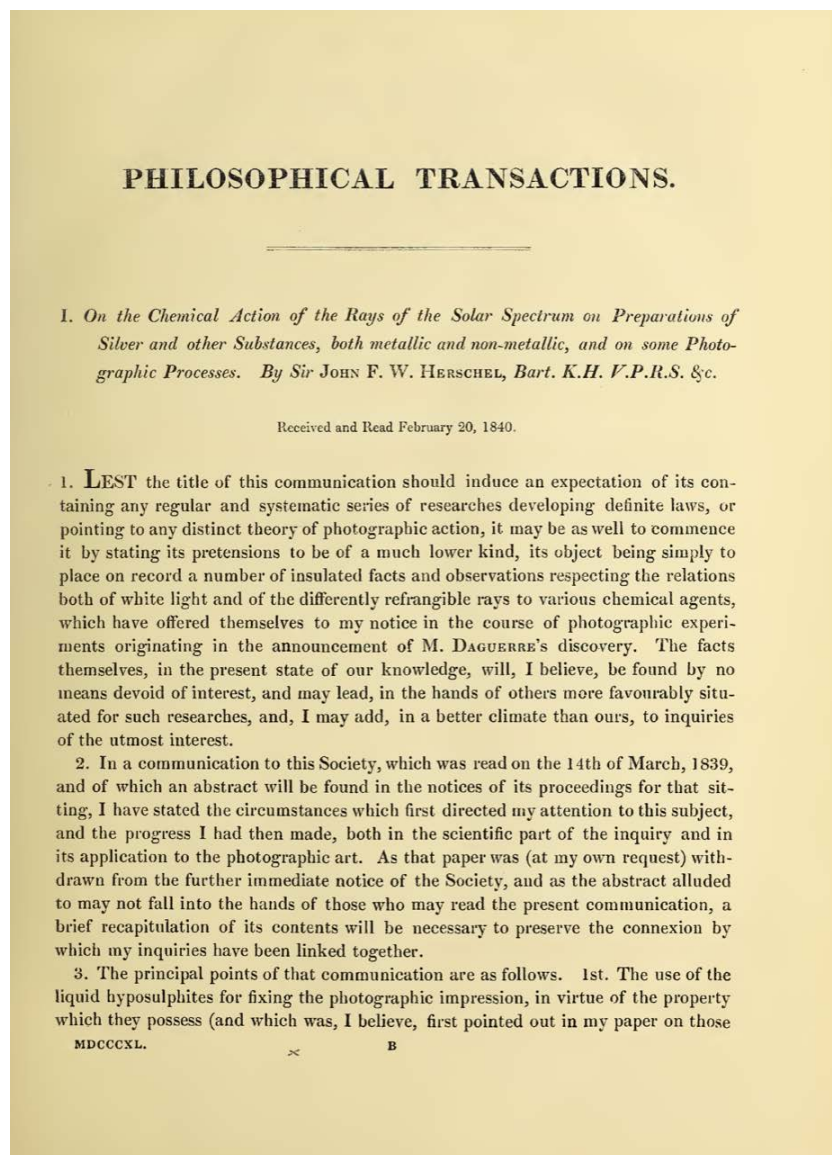 PHILOSOPHICAL TRANSACTIONS.
I. On the Chemical Action of the Rays of the Solar Spectrum on Preparations of
Silver and other Substances, both metallic and non-metallic, and on some Photo-
graphic Processes. By Sir JOHN F. W. HERSCHEL, Bart. K.H. V.P.R.S. &c.
Received and Read February 20, 1840.
1. LEST the title of this communication should induce an expectation of its con-
taining any regular and systematic series of researches developing definite laws, or
pointing to any distinct theory of photographic action, it may be as well to commence
it by stating its pretensions to be of a much lower kind, its object being simply to
place on record a number of insulated facts and observations respecting the relations
both of white light and of the differently refrangible rays to various chemical agents,
which have offered themselves to my notice in the course of photographic experi-
ments originating in the announcement of M. DAGUERRE's discovery. The facts
themselves, in the present state of our knowledge, will, I believe, be found by no
means devoid of interest, and may lead, in the hands of others more favourably situ-
ated for such researches, and, I may add, in a better climate than ours, to inquiries
of the utmost interest.
2. In a communication to this Society, which was read on the 14th of March, 1839,
and of which an abstract will be found in the notices of its proceedings for that sit-
ting, I have stated the circumstances which first directed my attention to this subject,
and the progress I had then made, both in the scientific part of the inquiry and in
its application to the photographic art. As that paper was (at my own request) with-
drawn from the further immediate notice of the Society, and as the abstract alluded
to may not fall into the hands of those who may read the present communication, a
brief recapitulation of its contents will be necessary to preserve the connexion by
which my inquiries have been linked together.
3. The principal points of that communication are as follows. 1st. The use of the
liquid hyposulphites for fixing the photographic impression, in virtue of the property
which they possess (and which was, I believe, first pointed out in my paper on those
MDCCCXL. B